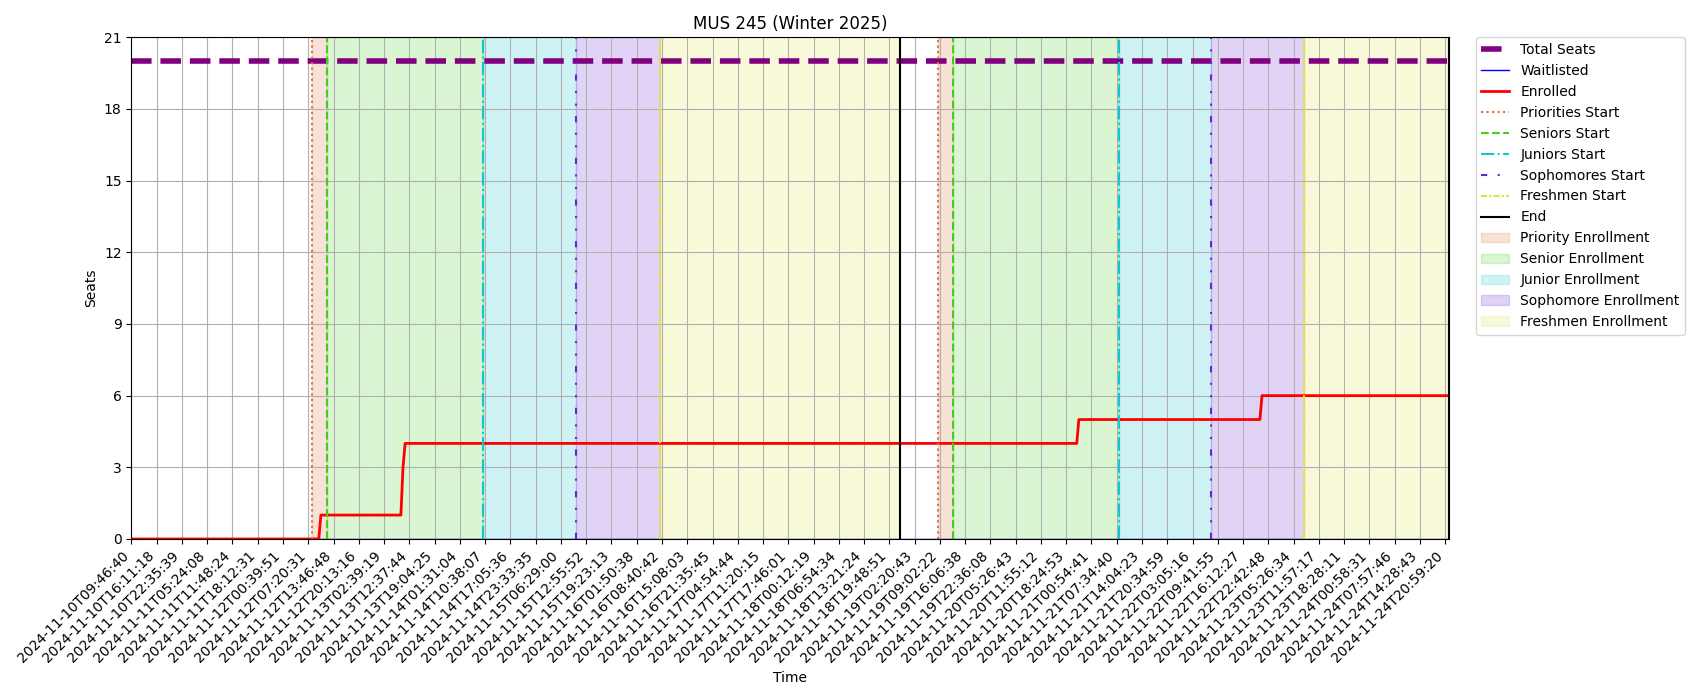 MUS 245 (Winter 2025)
21
18
15
12
9
6
3
0
Seats
2024-11-10T09:46:40
2024-11-10T16:11:18
2024-11-10T22:35:39
2024-11-11T05:24:08
2024-11-11T11:48:24
2024-11-11T18:12:31
2024-11-12T00:39:51
2024-11-12T07:20:31
2024-11-12T13:46:48
2024-11-12T20:13:16
2024-11-13T02:39:19
2024-11-13T12:37:44
2024-11-13T19:04:25
2024-11-14T01:31:04
2024-11-14T10:38:07
2024-11-14T17:05:36
2024-11-14T23:33:35
2024-11-15T06:29:00
2024-11-15T12:55:52
2024-11-15T19:23:13
2024-11-16T01:50:38
2024-11-16T08:40:42
2024-11-16T15:08:03
2024-11-16T21:35:45
2024-11-17T04:54:44
2024-11-17T11:20:15
2024-11-17T17:46:01
2024-11-18T00:12:19
2024-11-18T06:54:34
2024-11-18T13:21:24
2024-11-18T19:48:51
2024-11-19T02:20:43
2024-11-19T09:02:22
2024-11-19T16:06:38
2024-11-19T22:36:08
2024-11-20T05:26:43
2024-11-20T11:55:12
2024-11-20T18:24:53
2024-11-21T00:54:41
2024-11-21T07:34:40
2024-11-21T14:04:23
2024-11-21T20:34:59
2024-11-22T03:05:16
2024-11-22T09:41:55
2024-11-22T16:12:27
2024-11-22T22:42:48
2024-11-23T05:26:34
2024-11-23T11:57:17
2024-11-23T18:28:11
2024-11-24T00:58:31
2024-11-24T07:57:46
2024-11-24T14:28:43
2024-11-24T20:59:20
Time
Total Seats
Waitlisted
Enrolled
Priorities Start
Seniors Start
Juniors Start
Sophomores Start
Freshmen Start
End
Priority Enrollment
Senior Enrollment
Junior Enrollment
Sophomore Enrollment
Freshmen Enrollment